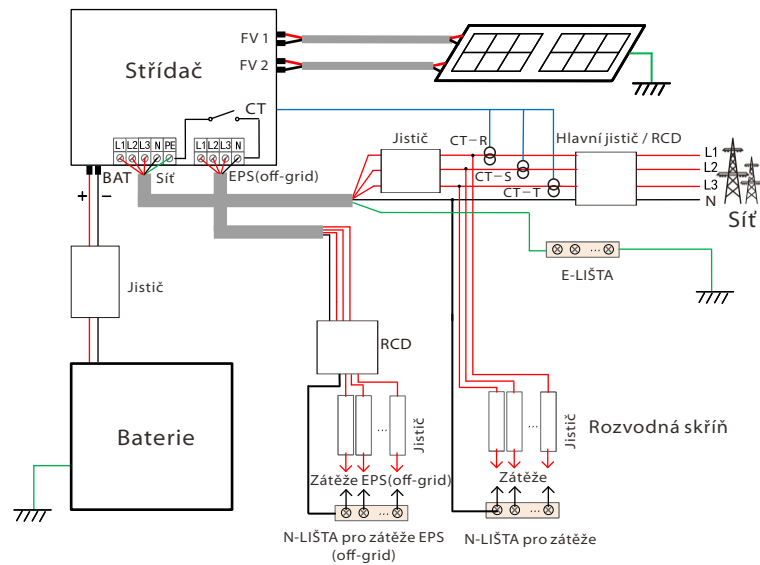 FV 1
FV 2
Střídač
CT
L1 L2 L3 N PE
L1 L2 L3 N
BAT
Síť
EPS(off-grid)
+
−
Jistič
Baterie
Jistič
CT−R
CT−S
CT−T
Hlavní jistič / RCD
L1
L2
L3
N
Síť
...
E-LIŠTA
RCD
...
Jistič
Zátěže EPS(off-grid)
...
N-LIŠTA pro zátěže EPS
(off-grid)
...
Jistič
Rozvodná skříň
Zátěže
...
N-LIŠTA pro zátěže